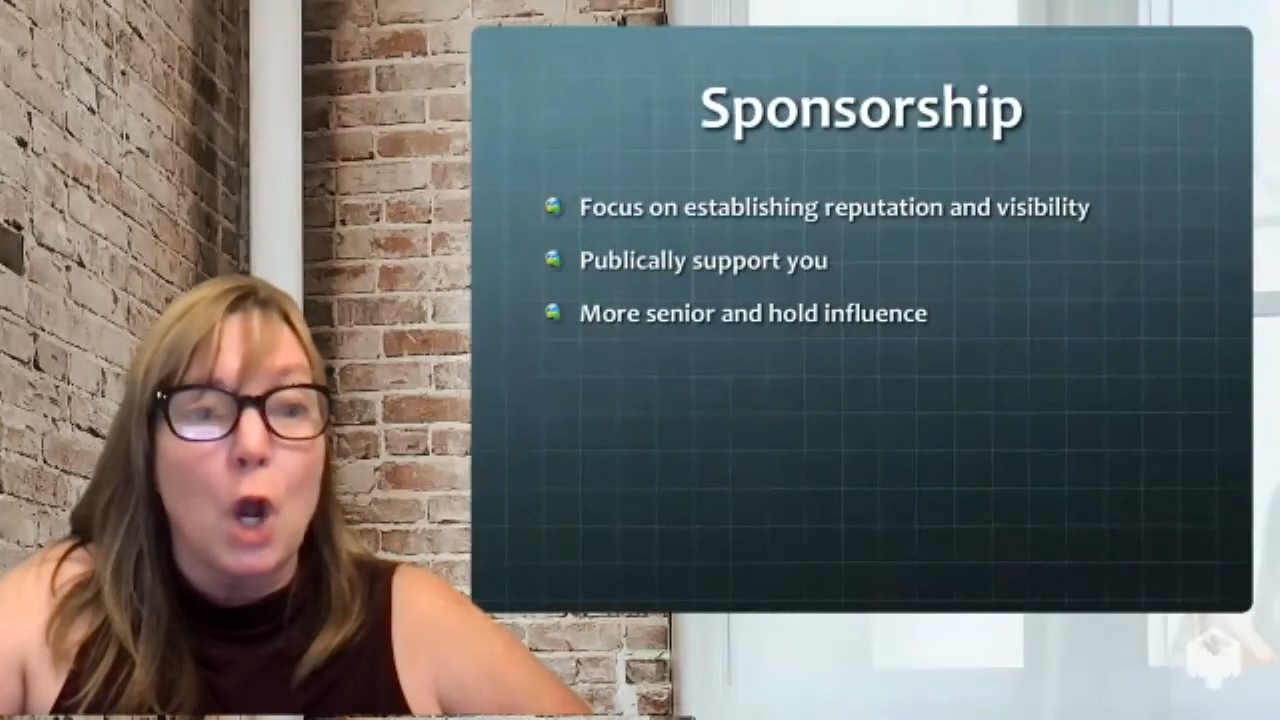 Sponsorship
Focus on establishing reputation and visibility
Publically support you
More senior and hold influence